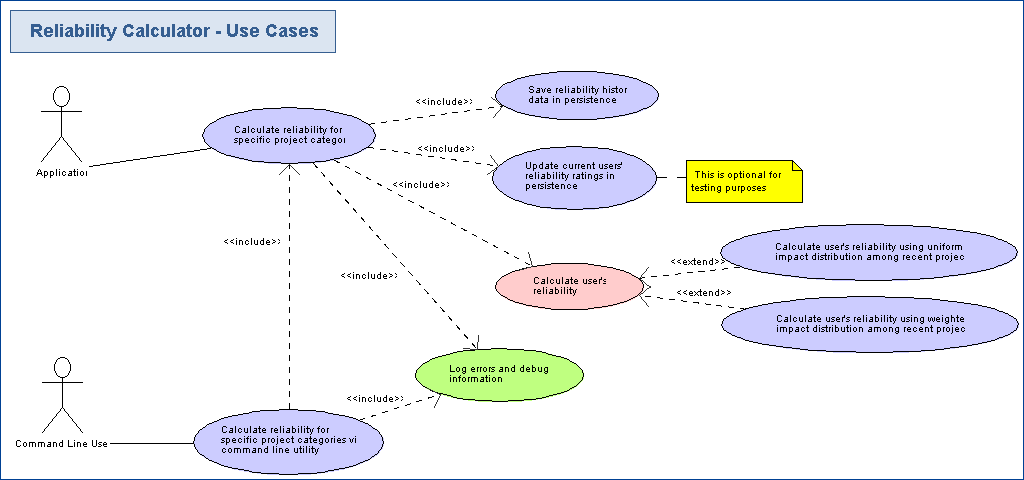 Reliability Calculator - Use Cases
Save reliability histor
data in persistence
<<include>>
Calculate reliability for
specific project categor
<<include>>
Update current users'
reliability ratings in
persistence
This is optional for
testing purposes
Application
<<include>>
<<include>>
Calculate user's reliability using uniform
impact distribution among recent projec
<<extend>>
<<include>>
Calculate user's
reliability
<<extend>>
Calculate user's reliability using weighte
impact distribution among recent projec
Log errors and debug
information
<<include>>
Command Line Use
Calculate reliability for
specific project categories vi
command line utility